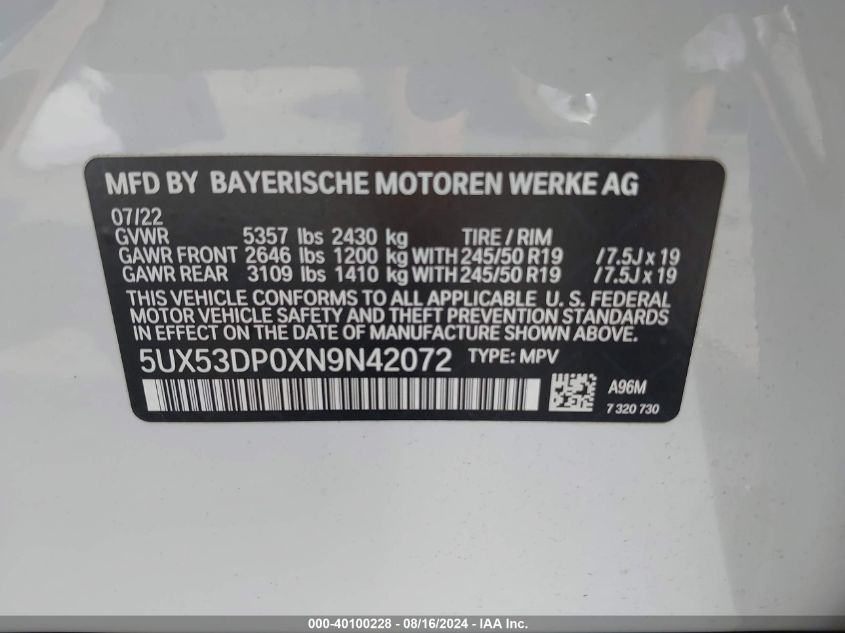 MFD BY BAYERISCHE MOTOREN WERKE AG
07/22
GVWR 5357 lbs 2430 kg TIRE / RIM
GAWR FRONT 2646 lbs 1200 kg WITH 245/50 R19 /7.5J x 19
GAWR REAR 3109 lbs 1410 kg WITH 245/50 R19 /7.5J x 19
THIS VEHICLE CONFORMS TO ALL APPLICABLE U. S. FEDERAL
MOTOR VEHICLE SAFETY AND THEFT PREVENTION STANDARDS
IN EFFECT ON THE DATE OF MANUFACTURE SHOWN ABOVE.
5UX53DP0XN9N42072 TYPE: MPV
A96M
7 320 730
000-40100228 - 08/16/2024 - IAA Inc.